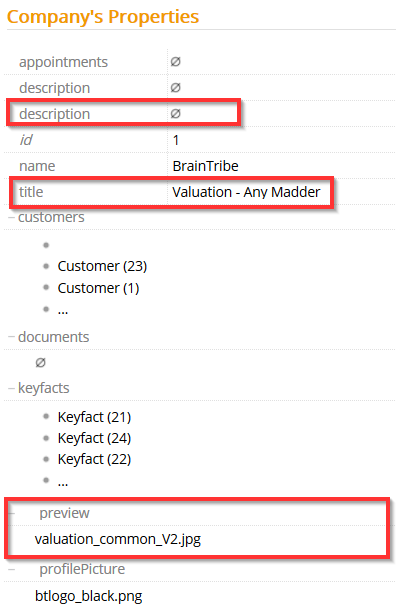 Company's Properties
appointments ∅
description ∅
description ∅
id 1
name BrainTribe
title Valuation - Any Madder
customers
Customer (23)
Customer (1)
...
documents
∅
keyfacts
Keyfact (21)
Keyfact (24)
Keyfact (22)
...
preview
valuation_common_V2.jpg
profilePicture
btlogo_black.png